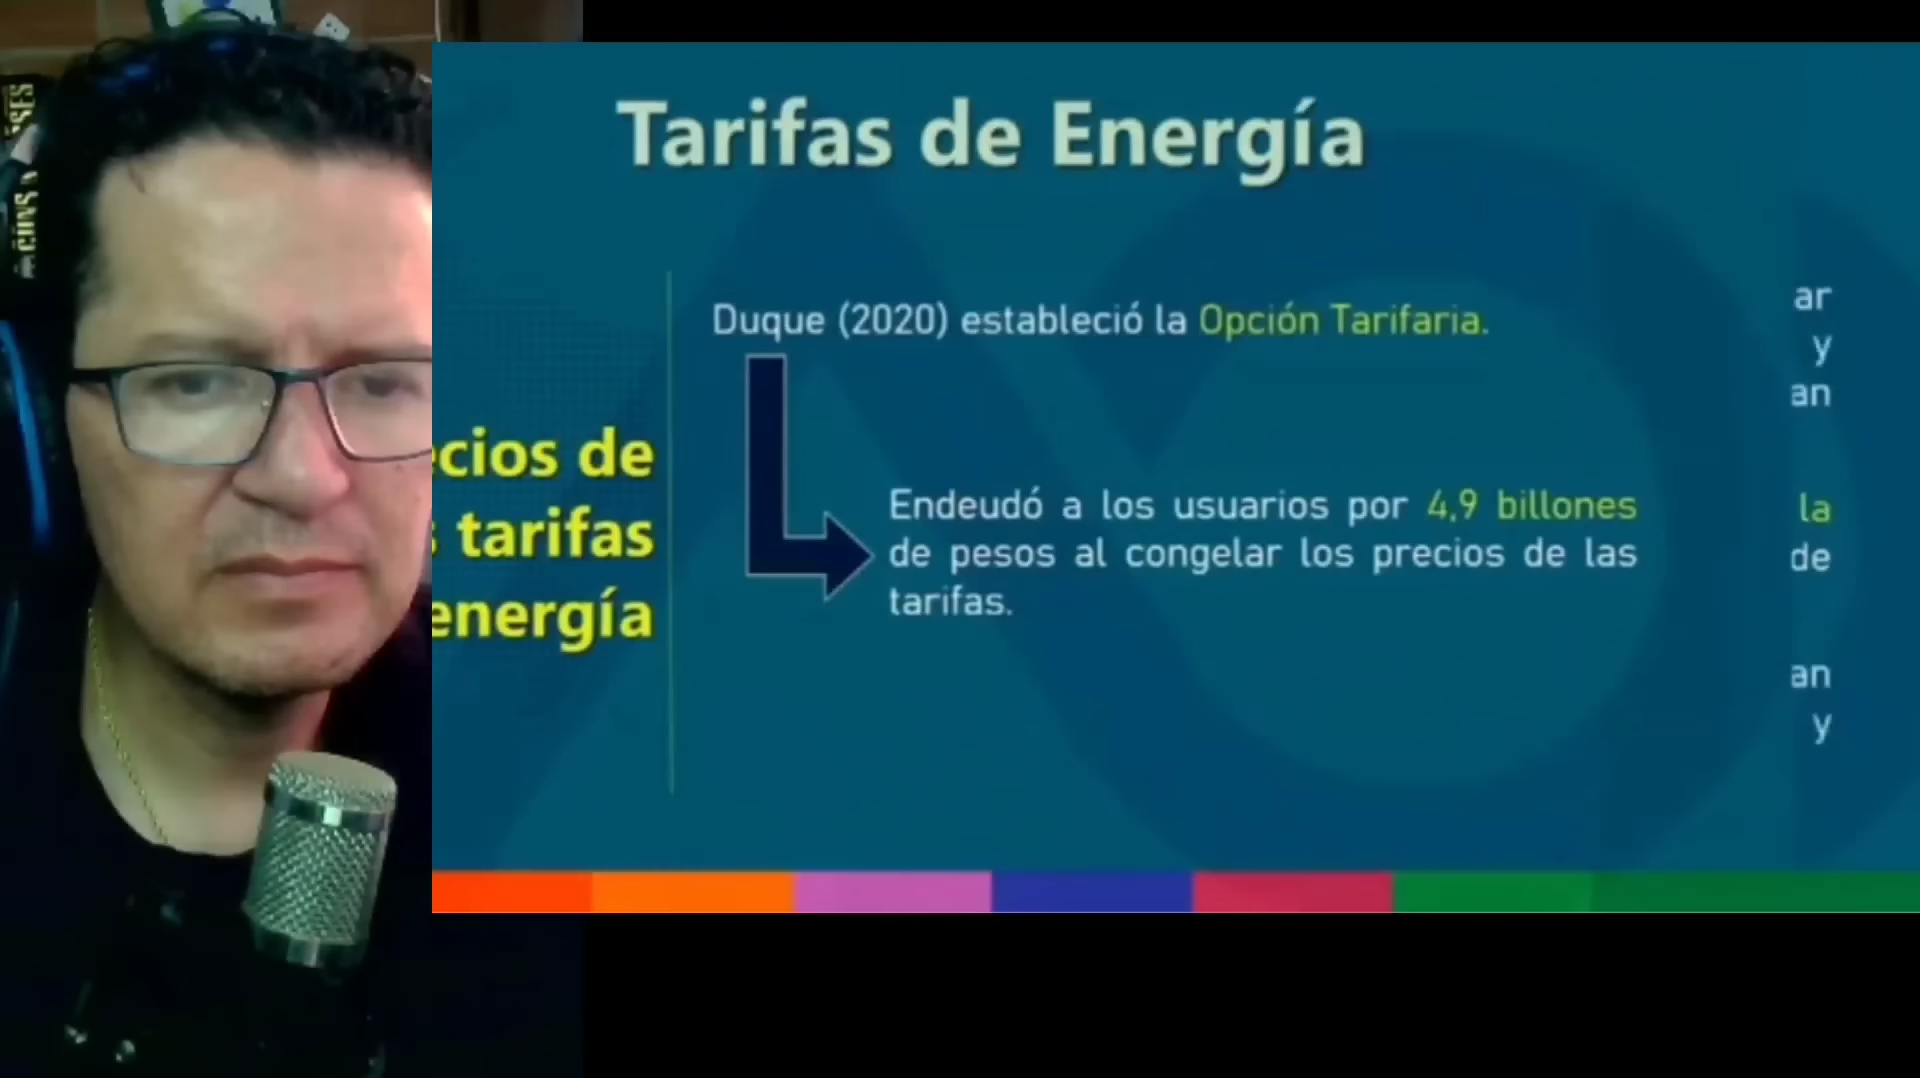 Tarifas de Energía
Duque (2020) estableció la Opción Tarifaria.
ecios de
s tarifas
energía
Endeudó a los usuarios por 4,9 billones
de pesos al congelar los precios de las
tarifas.
ar
y
an
la
de
an
y